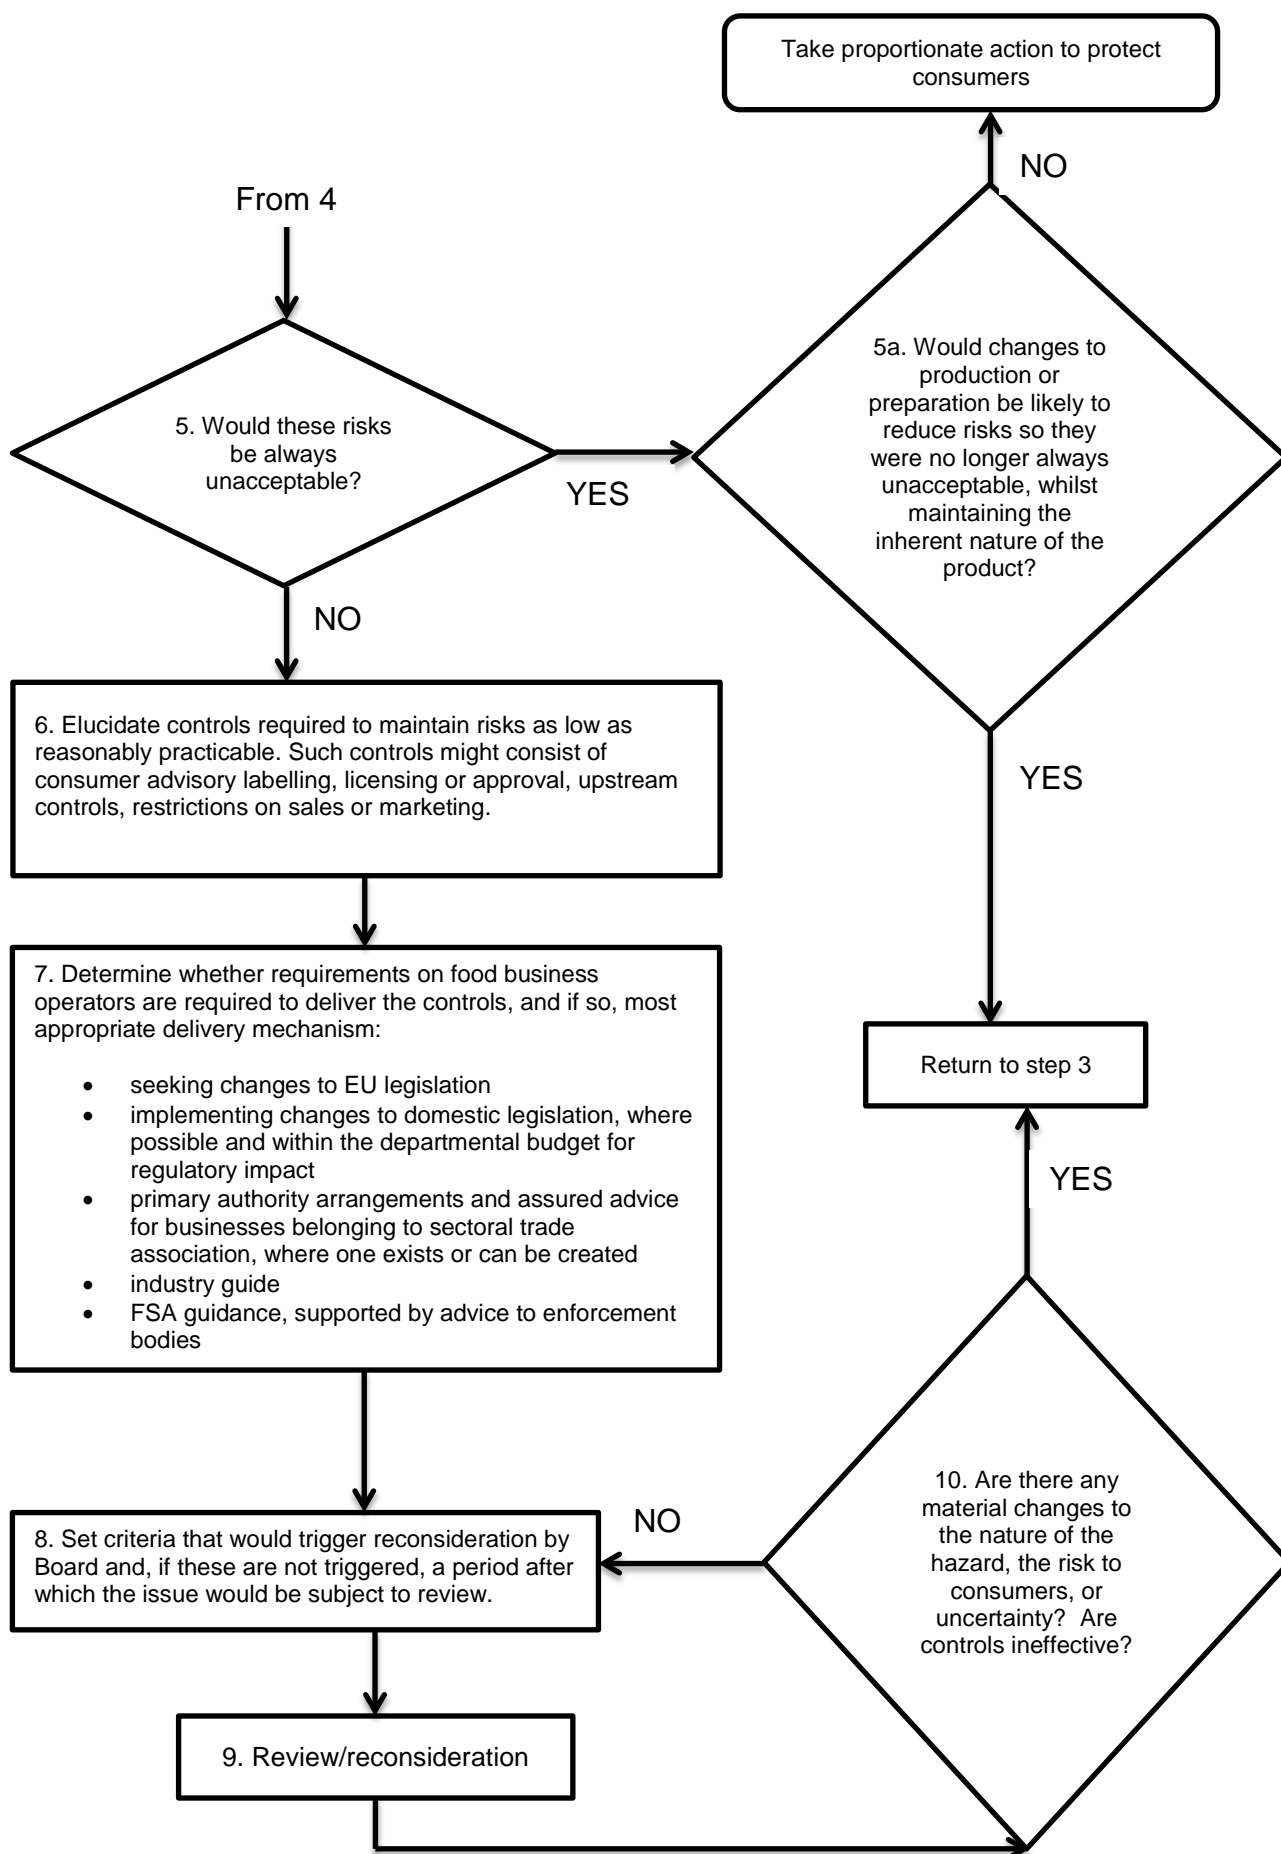 Take proportionate action to protect
consumers
NO
From 4
5. Would these risks
be always
unacceptable?
YES
5a. Would changes to
production or
preparation be likely to
reduce risks so they
were no longer always
unacceptable, whilst
maintaining the
inherent nature of the
product?
NO
6. Elucidate controls required to maintain risks as low as
reasonably practicable. Such controls might consist of
consumer advisory labelling, licensing or approval, upstream
controls, restrictions on sales or marketing.
YES
7. Determine whether requirements on food business
operators are required to deliver the controls, and if so, most
appropriate delivery mechanism:
• seeking changes to EU legislation
• implementing changes to domestic legislation, where
possible and within the departmental budget for
regulatory impact
• primary authority arrangements and assured advice
for businesses belonging to sectoral trade
association, where one exists or can be created
• industry guide
• FSA guidance, supported by advice to enforcement
bodies
Return to step 3
YES
10. Are there any
material changes to
the nature of the
hazard, the risk to
consumers, or
uncertainty?  Are
controls ineffective?
NO
8. Set criteria that would trigger reconsideration by
Board and, if these are not triggered, a period after
which the issue would be subject to review.
9. Review/reconsideration